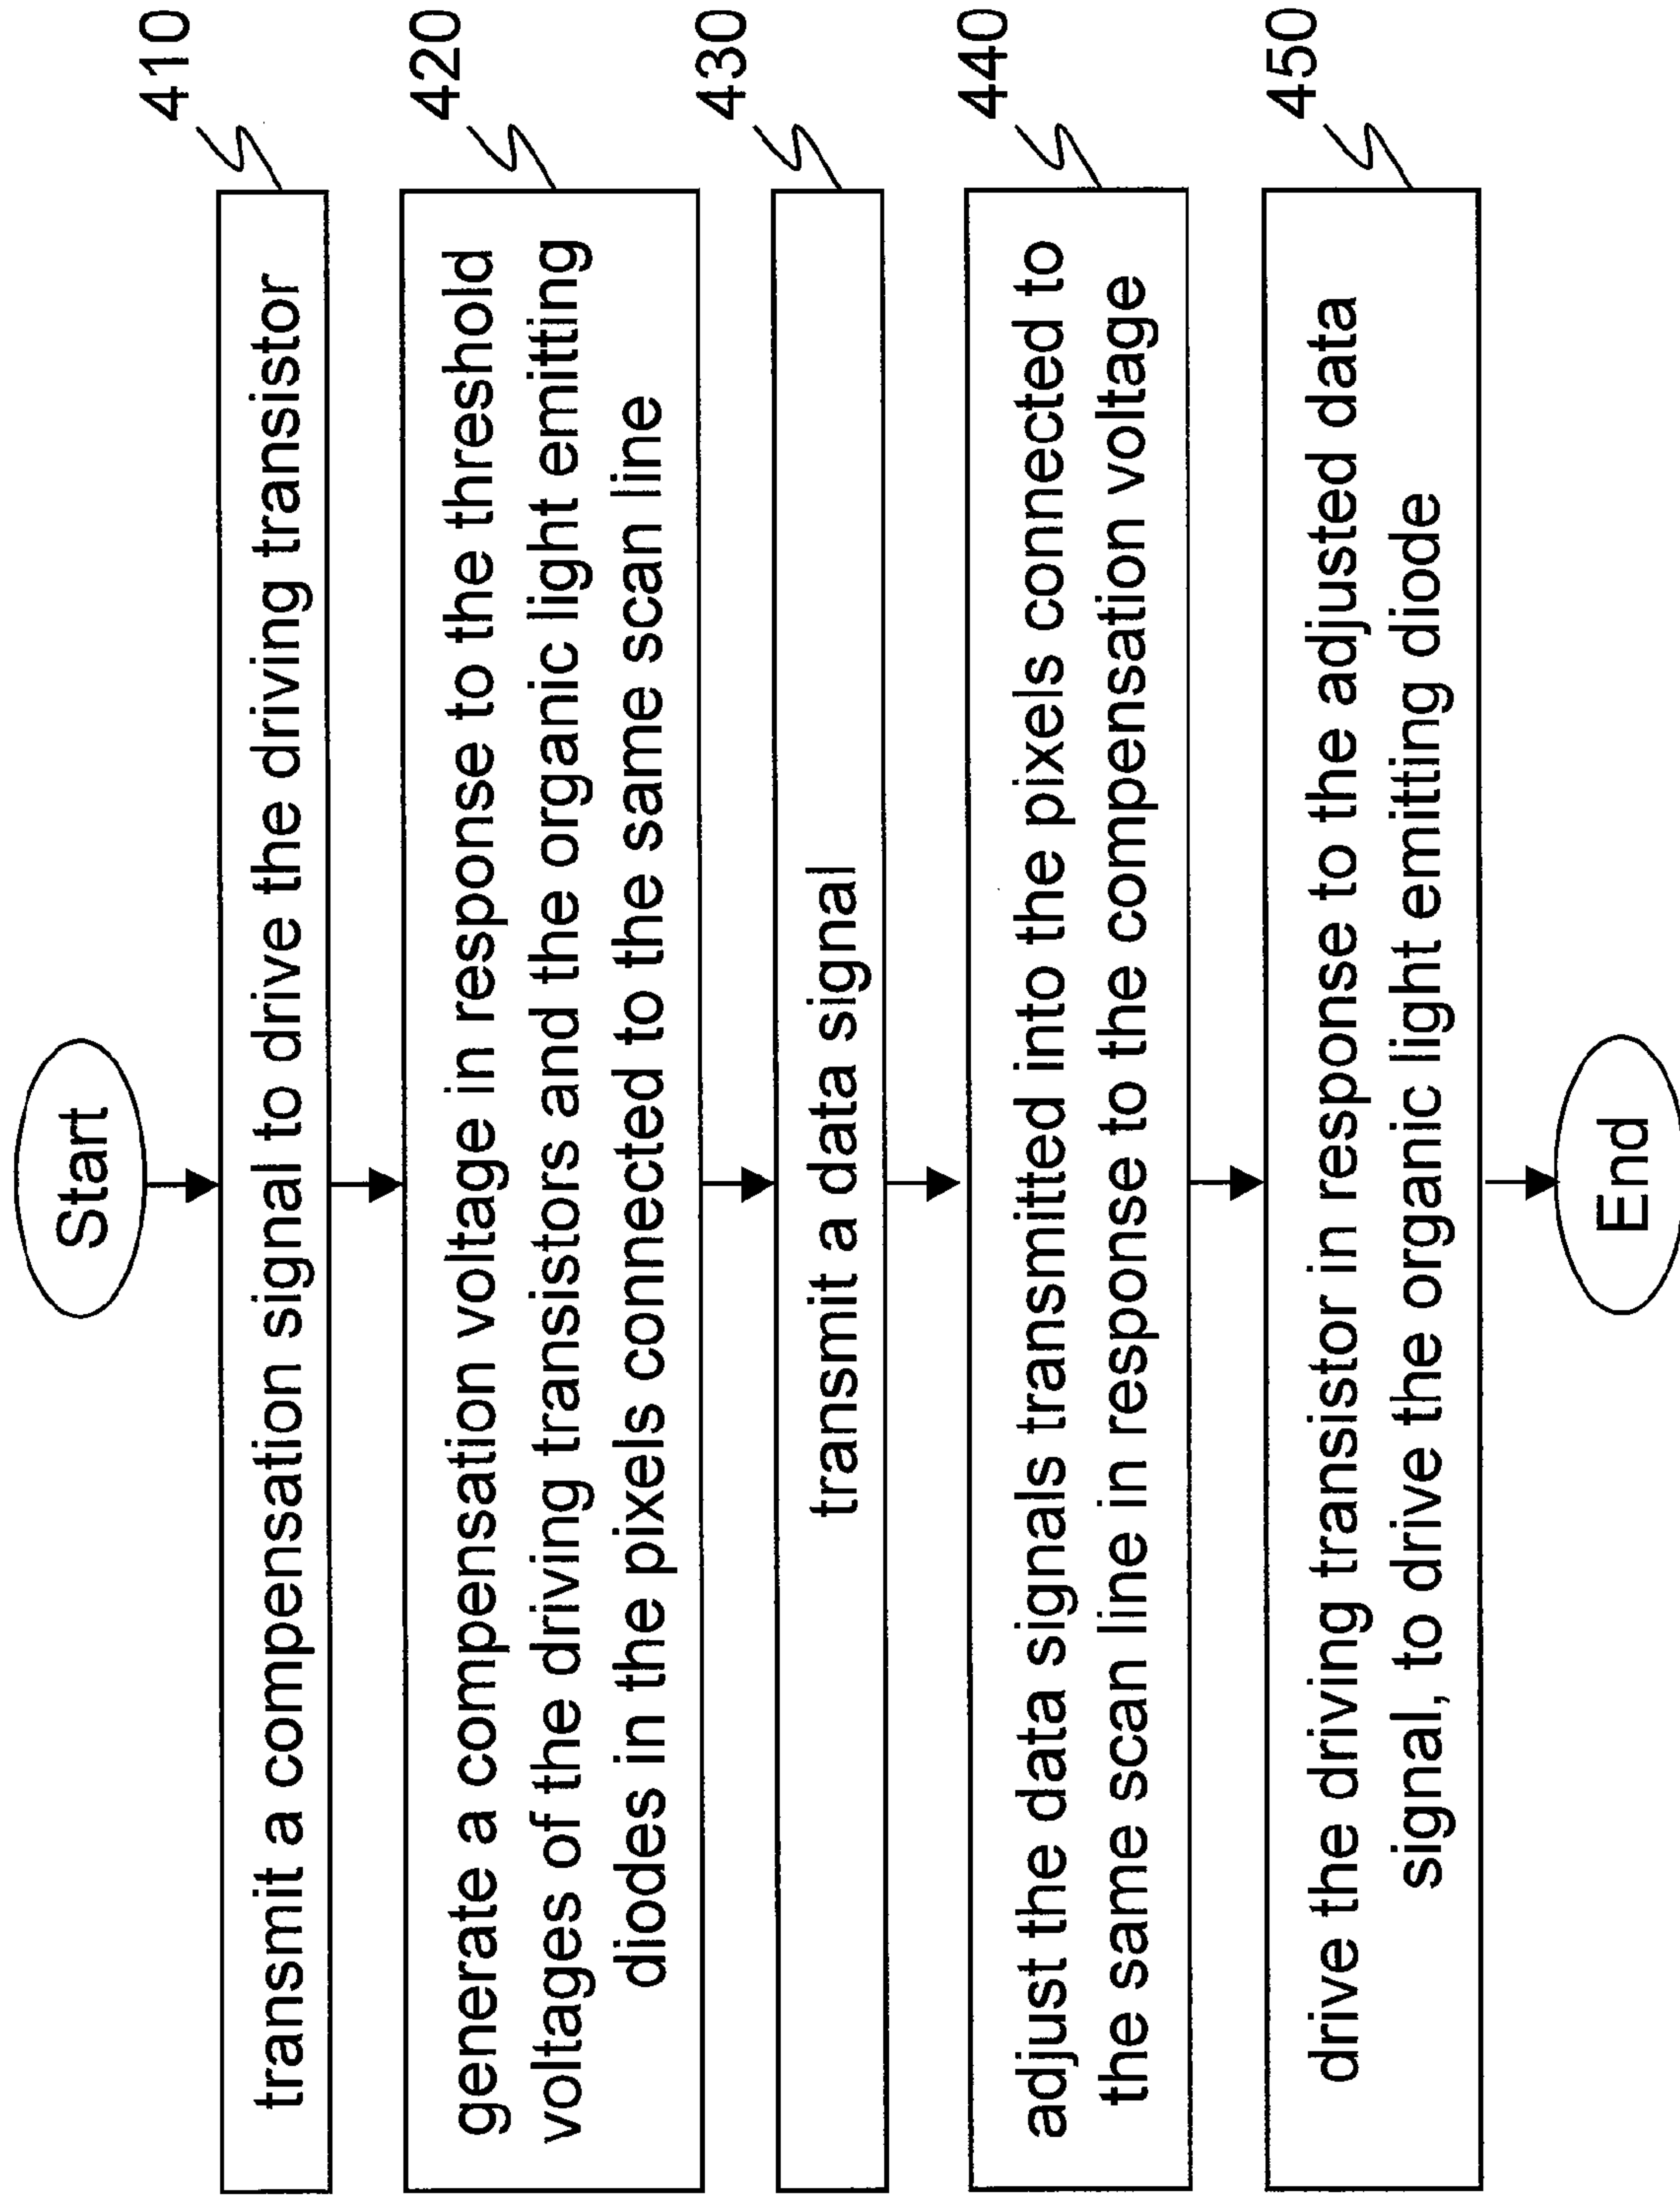 Start
transmit a compensation signal to drive the driving transistor
410
generate a compensation voltage in response to the threshold
voltages of the driving transistors and the organic light emitting
diodes in the pixels connected to the same scan line
420
transmit a data signal
430
adjust the data signals transmitted into the pixels connected to
the same scan line in response to the compensation voltage
440
drive the driving transistor in response to the adjusted data
signal, to drive the organic light emitting diode
450
End